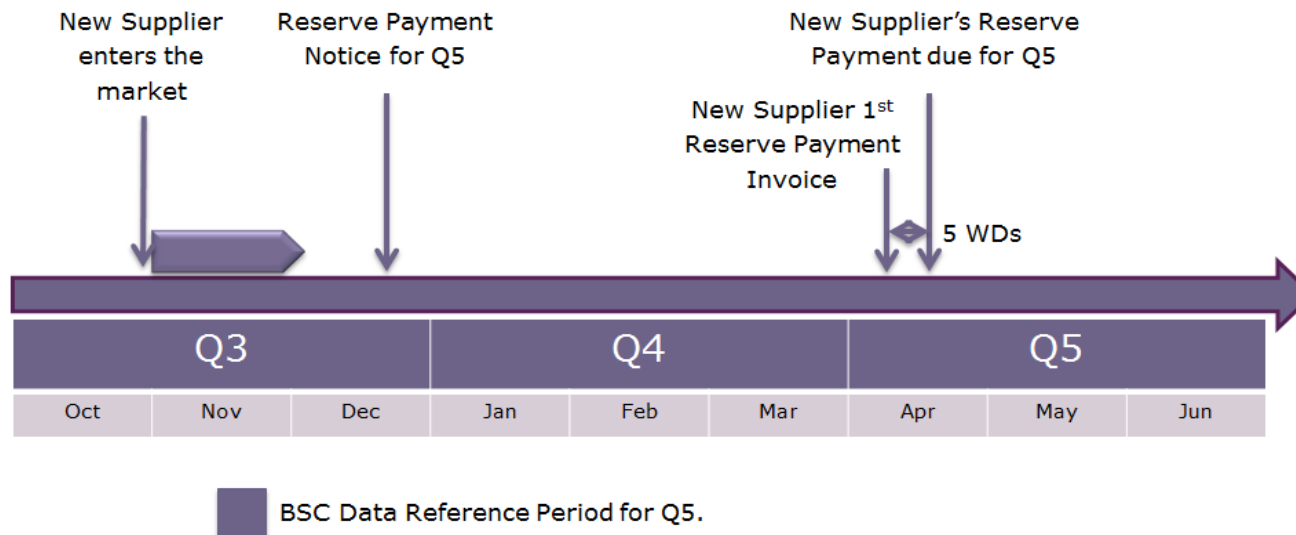 New Supplier
enters the
market
Reserve Payment
Notice for Q5
New Supplier’s Reserve
Payment due for Q5
New Supplier 1st
Reserve Payment
Invoice
5 WDs
Q3
Q4
Q5
Oct
Nov
Dec
Jan
Feb
Mar
Apr
May
Jun
BSC Data Reference Period for Q5.